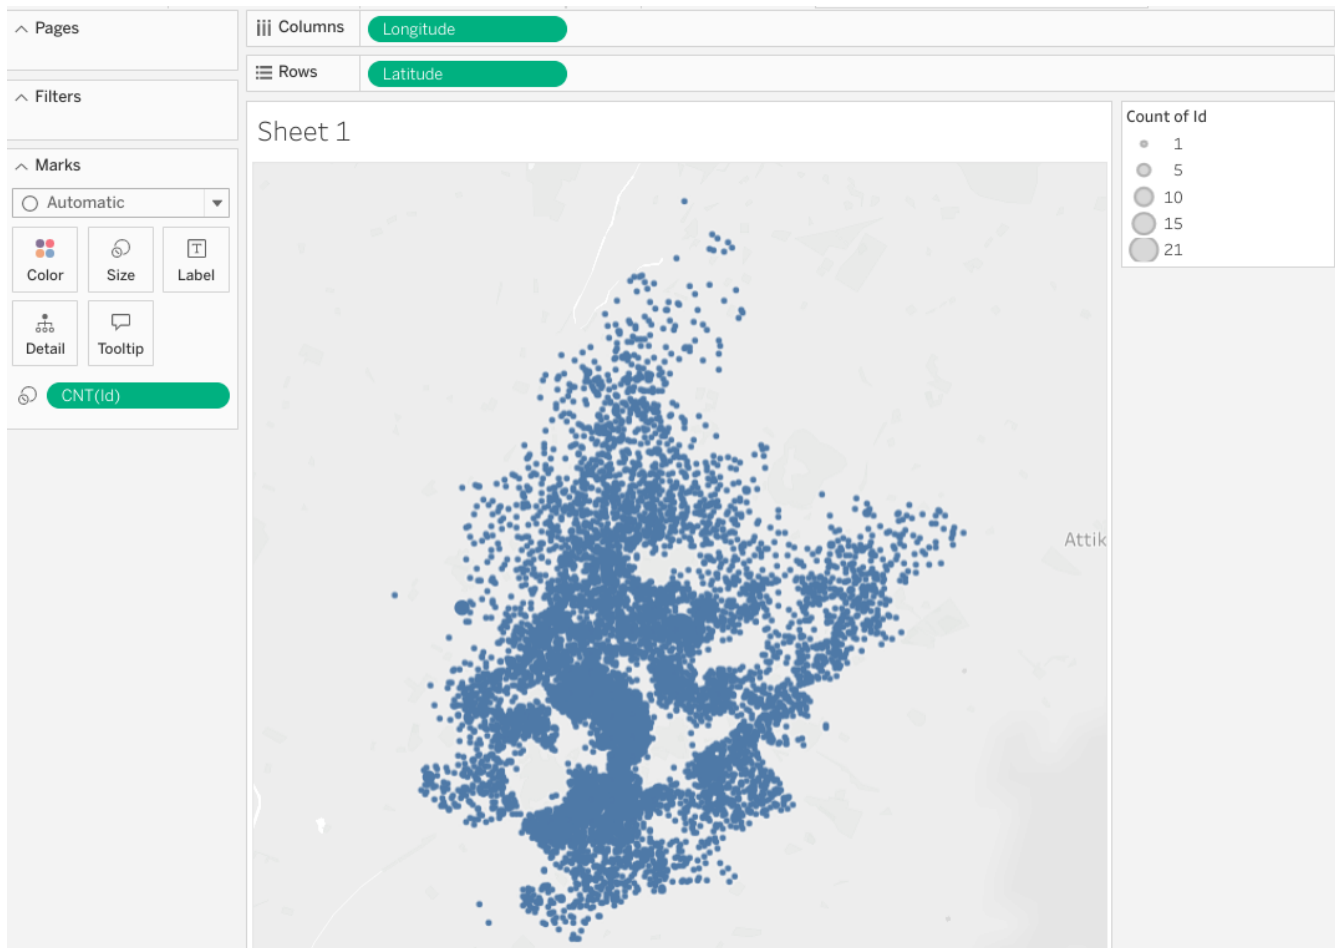 Pages
Columns
Longitude
Rows
Latitude
Filters
Marks
Automatic
Color
Size
Label
Detail
Tooltip
CNT(Id)
Sheet 1
Attik
Count of Id
1
5
10
15
21